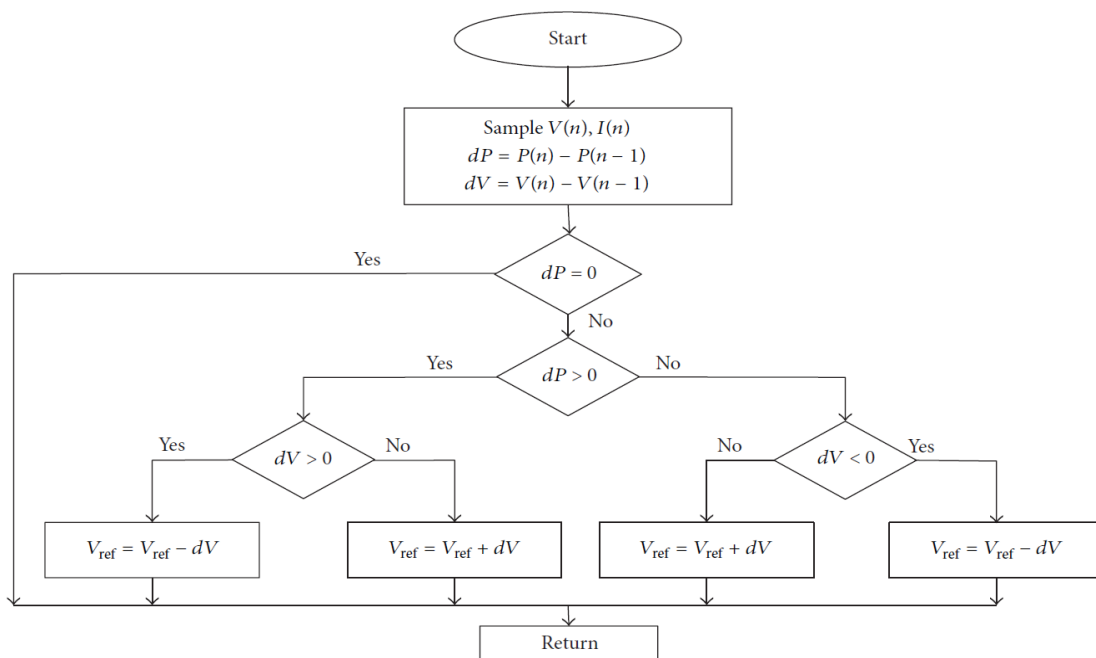 Start
Sample V(n), I(n)
dP = P(n) − P(n − 1)
dV = V(n) − V(n − 1)
Yes
dP = 0
No
Yes
dP > 0
No
Yes
dV > 0
No
No
dV < 0
Yes
Vref = Vref − dV
Vref = Vref + dV
Vref = Vref + dV
Vref = Vref − dV
Return